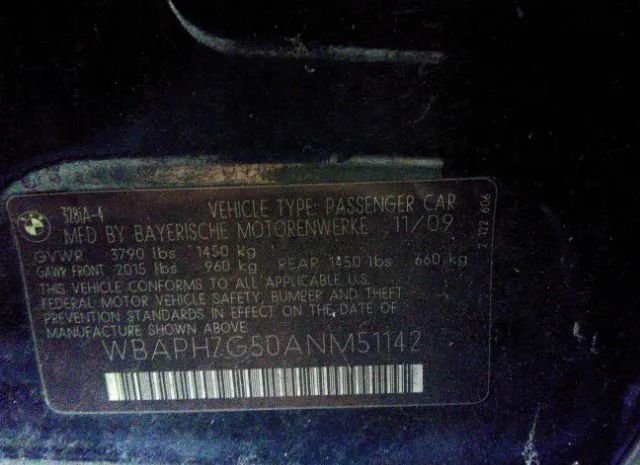 BMW
328iA-4 VEHICLE TYPE: PASSENGER CAR
MFD BY BAYERISCHE MOTORENWERKE 11/09
GVWR 3790 lbs 1450 kg
GAWR FRONT 2015 lbs 960 kg REAR 1450 lbs 660 kg
THIS VEHICLE CONFORMS TO ALL APPLICABLE U.S.
FEDERAL MOTOR VEHICLE SAFETY, BUMPER AND THEFT
PREVENTION STANDARDS IN EFFECT ON THE DATE OF
MANUFACTURE SHOWN ABOVE.
WBAPH7G50ANM51142